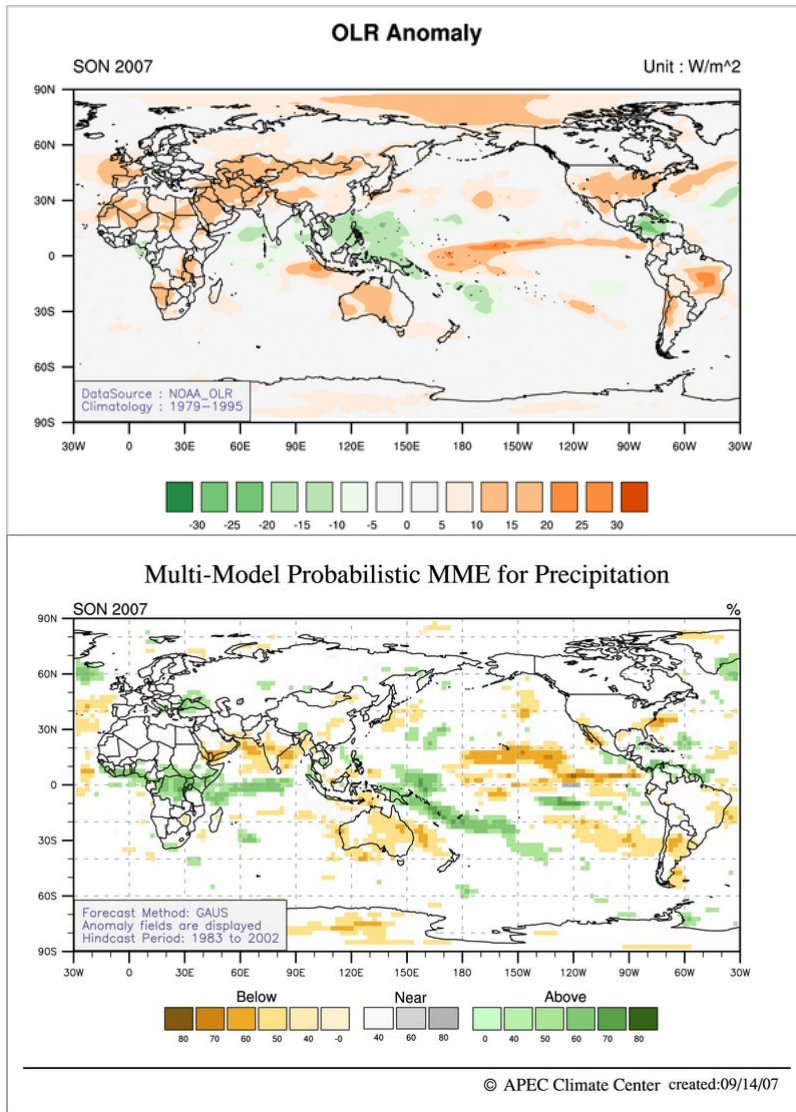 OLR Anomaly
SON 2007 Unit : W/m^2
90N
60N
30N
0
30S
60S
90S
DataSource : NOAA_OLR
Climatology : 1979−1995
30W 0 30E 60E 90E 120E 150E 180 150W 120W 90W 60W 30W
-30 -25 -20 -15 -10 -5 0 5 10 15 20 25 30
Multi-Model Probabilistic MME for Precipitation
SON 2007 %
90N
60N
30N
0
30S
60S
90S
Forecast Method: GAUS
Anomaly fields are displayed
Hindcast Period: 1983 to 2002
30W 0 30E 60E 90E 120E 150E 180 150W 120W 90W 60W 30W
Below Near Above
80 70 60 50 40 -0 40 60 80 0 40 50 60 70 80
© APEC Climate Center created:09/14/07